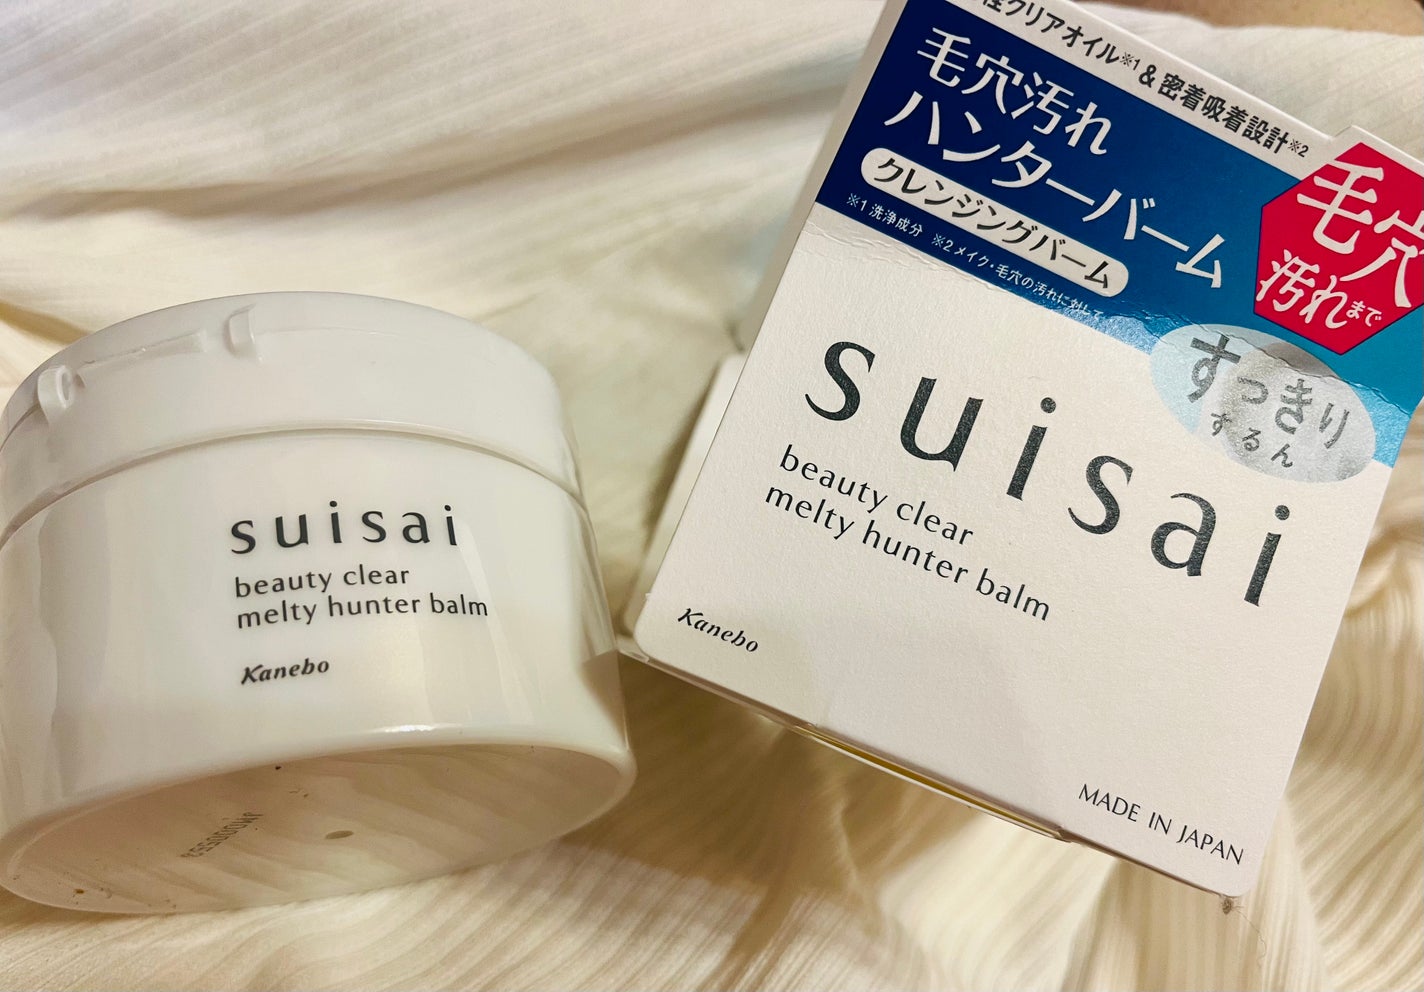 suisai
beauty clear
melty hunter balm
Kanebo
クリアオイル※1&密着吸着設計※2
毛穴汚れ
ハンターバーム
クレンジングバーム
※1 洗浄成分 ※2 メイク・毛穴の汚れに対して
毛穴
汚れまで
すっきり
するん
suisai
beauty clear
melty hunter balm
Kanebo
MADE IN JAPAN